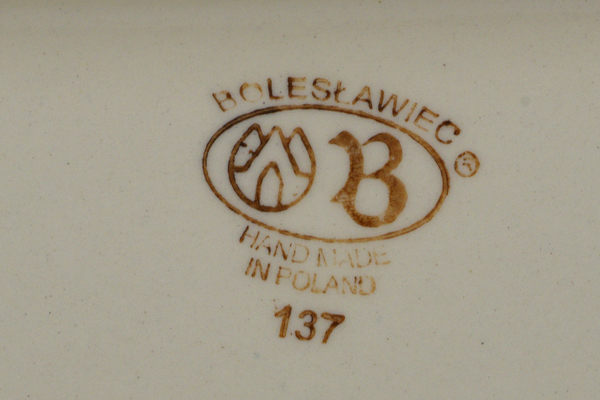 BOLESŁAWIEC ®
B
HAND MADE
IN POLAND
137